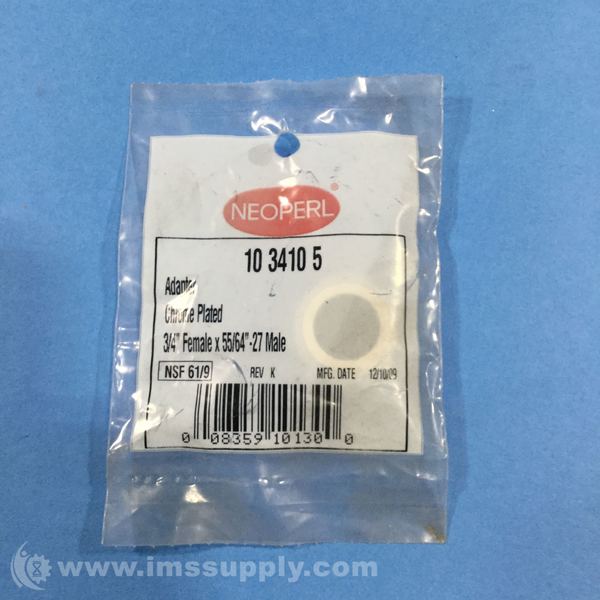 NEOPERL®
10 3410 5
Adapter
Chrome Plated
3/4" Female x 55/64"-27 Male
NSF 61/9 REV K MFG. DATE 12/10/09
0 08359 10130 0
www.imssupply.com